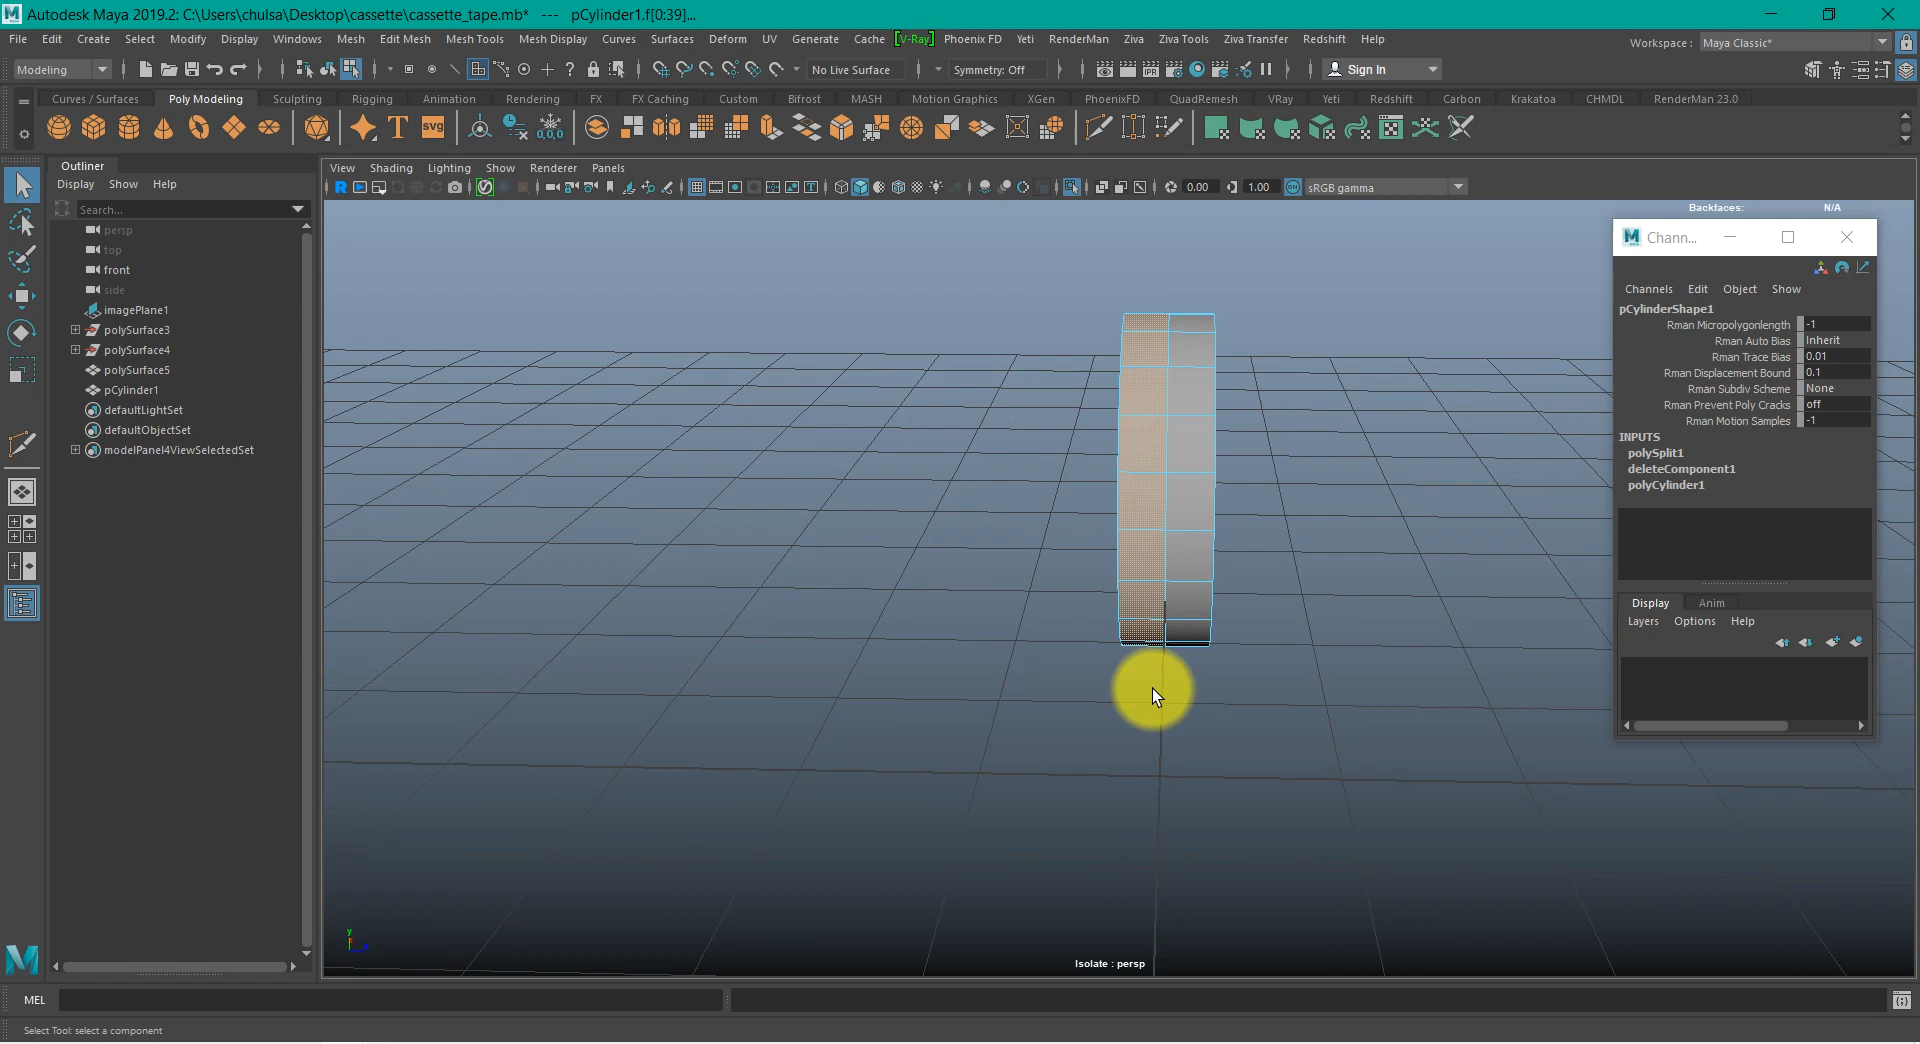 Autodesk Maya 2019.2: C:\Users\chulsa\Desktop\cassette\cassette_tape.mb* --- pCylinder1.f[0:39]...
File Edit Create Select Modify Display Windows Mesh Edit Mesh Mesh Tools Mesh Display Curves Surfaces Deform UV Generate Cache [V-Ray] Phoenix FD Yeti RenderMan Ziva Ziva Tools Ziva Transfer Redshift Help
Workspace : Maya Classic*
Modeling No Live Surface Symmetry: Off Sign In
Curves / Surfaces Poly Modeling Sculpting Rigging Animation Rendering FX FX Caching Custom Bifrost MASH Motion Graphics XGen PhoenixFD QuadRemesh VRay Yeti Redshift Carbon Krakatoa CHMDL RenderMan 23.0
Outliner
Display Show Help
Search...
persp
top
front
side
imagePlane1
polySurface3
polySurface4
polySurface5
pCylinder1
defaultLightSet
defaultObjectSet
modelPanel4ViewSelectedSet
View Shading Lighting Show Renderer Panels
0.00 1.00 sRGB gamma
Backfaces: N/A
Isolate : persp
Chann...
Channels Edit Object Show
pCylinderShape1
Rman Micropolygonlength -1
Rman Auto Bias Inherit
Rman Trace Bias 0.01
Rman Displacement Bound 0.1
Rman Subdiv Scheme None
Rman Prevent Poly Cracks off
Rman Motion Samples -1
INPUTS
polySplit1
deleteComponent1
polyCylinder1
Display Anim
Layers Options Help
MEL
Select Tool: select a component